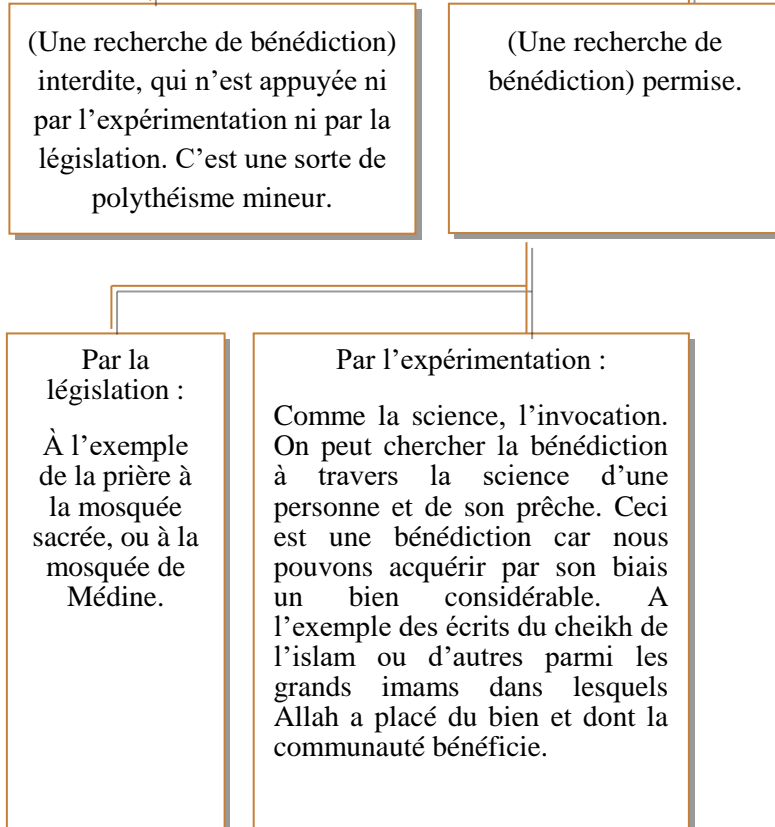 (Une recherche de bénédiction)
interdite, qui n’est appuyée ni
par l’expérimentation ni par la
législation. C’est une sorte de
polythéisme mineur.
(Une recherche de
bénédiction) permise.
Par la
législation :
À l’exemple
de la prière à
la mosquée
sacrée, ou à la
mosquée de
Médine.
Par l’expérimentation :
Comme la science, l’invocation.
On peut chercher la bénédiction
à travers la science d’une
personne et de son prêche. Ceci
est une bénédiction car nous
pouvons acquérir par son biais
un bien considérable. A
l’exemple des écrits du cheikh de
l’islam ou d’autres parmi les
grands imams dans lesquels
Allah a placé du bien et dont la
communauté bénéficie.